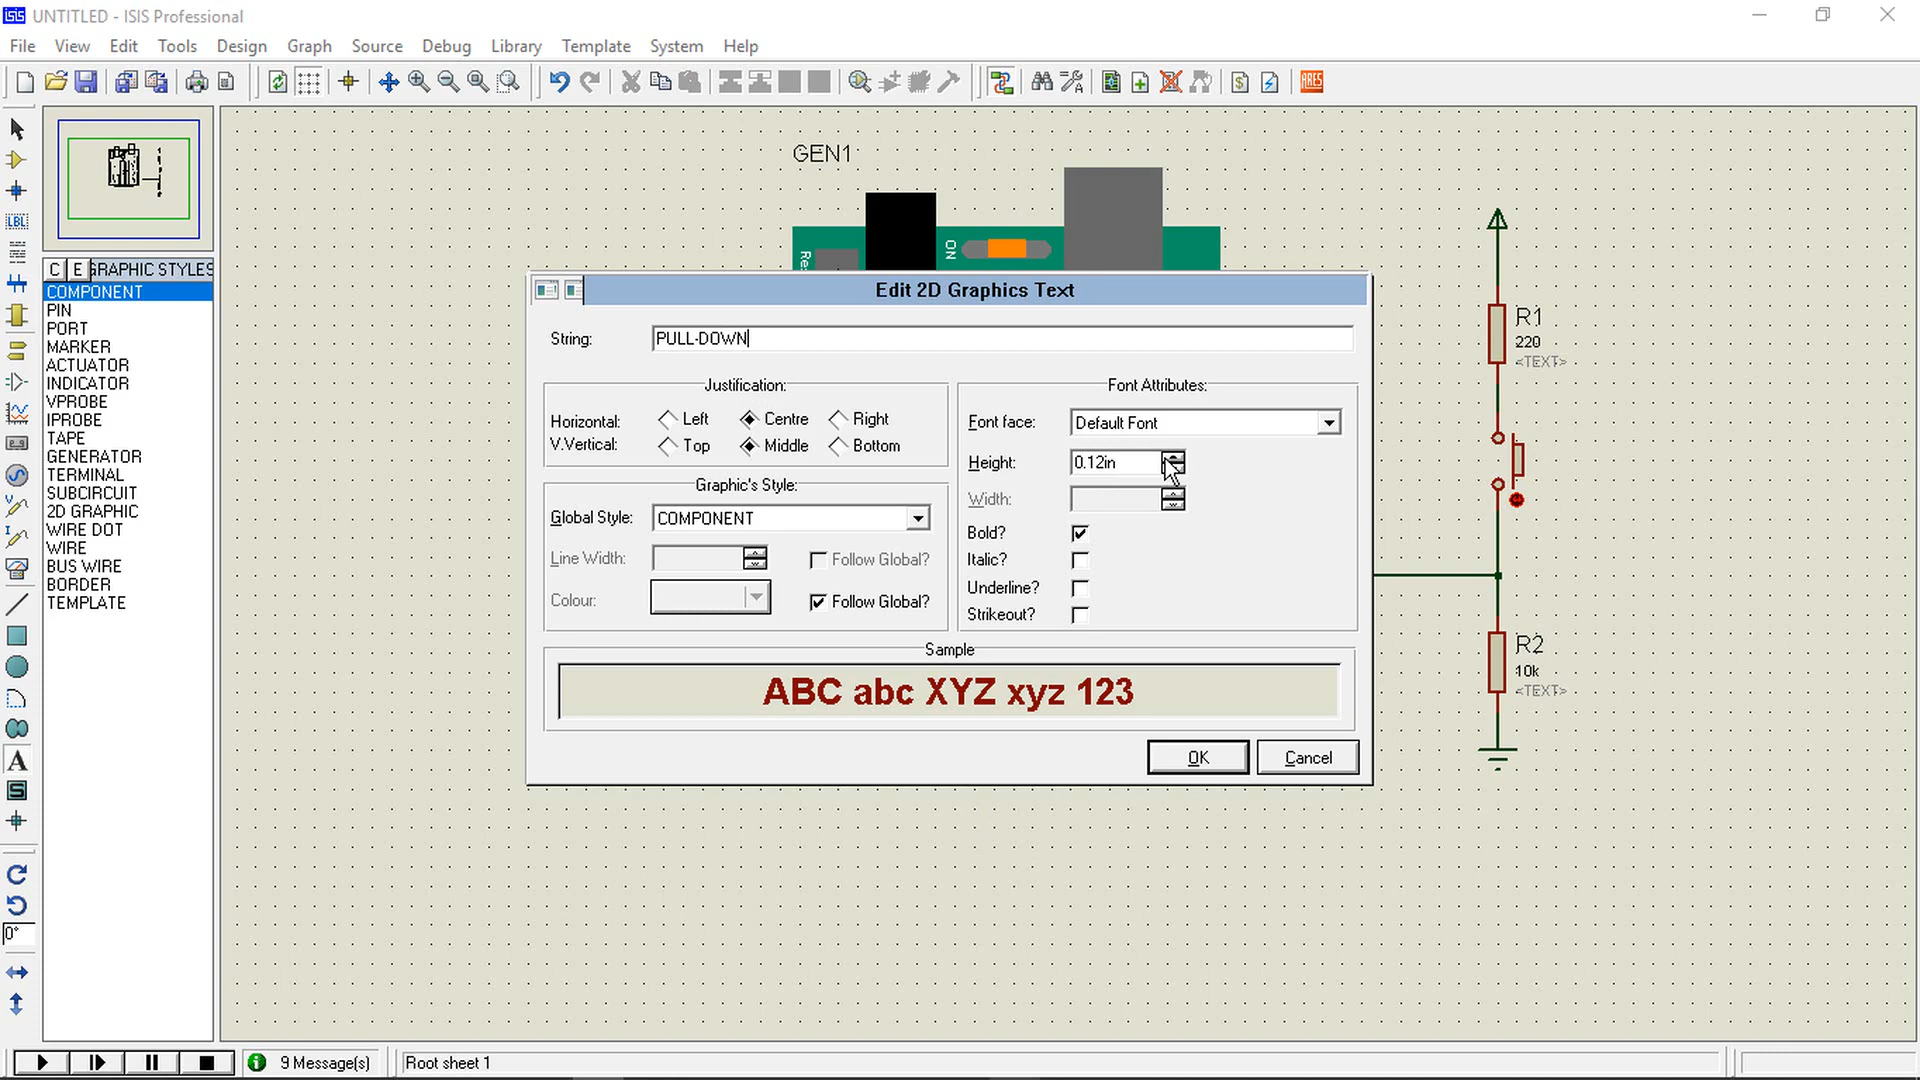 ISIS UNTITLED - ISIS Professional
File View Edit Tools Design Graph Source Debug Library Template System Help
ARES
LBL
C E GRAPHIC STYLES
COMPONENT
PIN
PORT
MARKER
ACTUATOR
INDICATOR
VPROBE
IPROBE
TAPE
GENERATOR
TERMINAL
SUBCIRCUIT
2D GRAPHIC
WIRE DOT
WIRE
BUS WIRE
BORDER
TEMPLATE
A
S
0°
GEN1
ON
Res
R1
220
<TEXT>
R2
10k
<TEXT>
Edit 2D Graphics Text
String: PULL-DOWN
Justification:
Horizontal: Left Centre Right
V.Vertical: Top Middle Bottom
Graphic's Style:
Global Style: COMPONENT
Line Width: Follow Global?
Colour: Follow Global?
Font Attributes:
Font face: Default Font
Height: 0.12in
Width:
Bold?
Italic?
Underline?
Strikeout?
Sample
ABC abc XYZ xyz 123
OK Cancel
9 Message(s) Root sheet 1